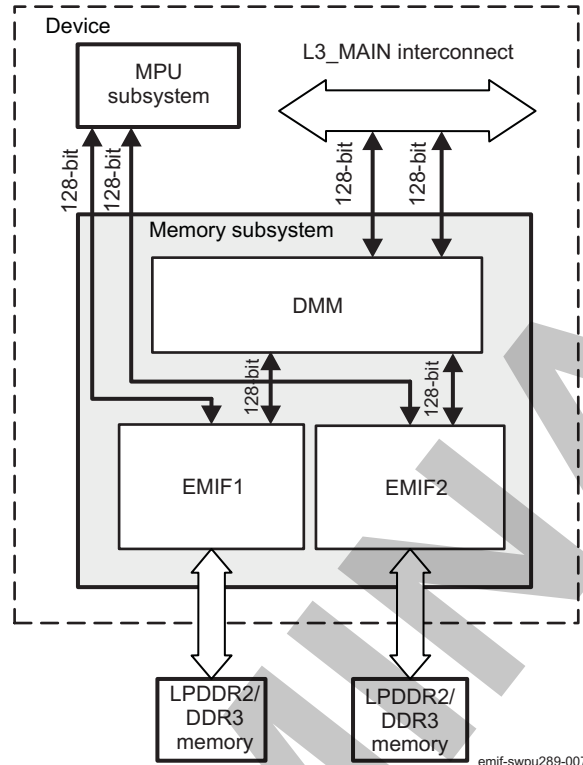 Device
MPU
subsystem
L3_MAIN interconnect
128-bit
128-bit
128-bit
128-bit
Memory subsystem
DMM
128-bit
128-bit
EMIF1
EMIF2
LPDDR2/
DDR3
memory
LPDDR2/
DDR3
memory